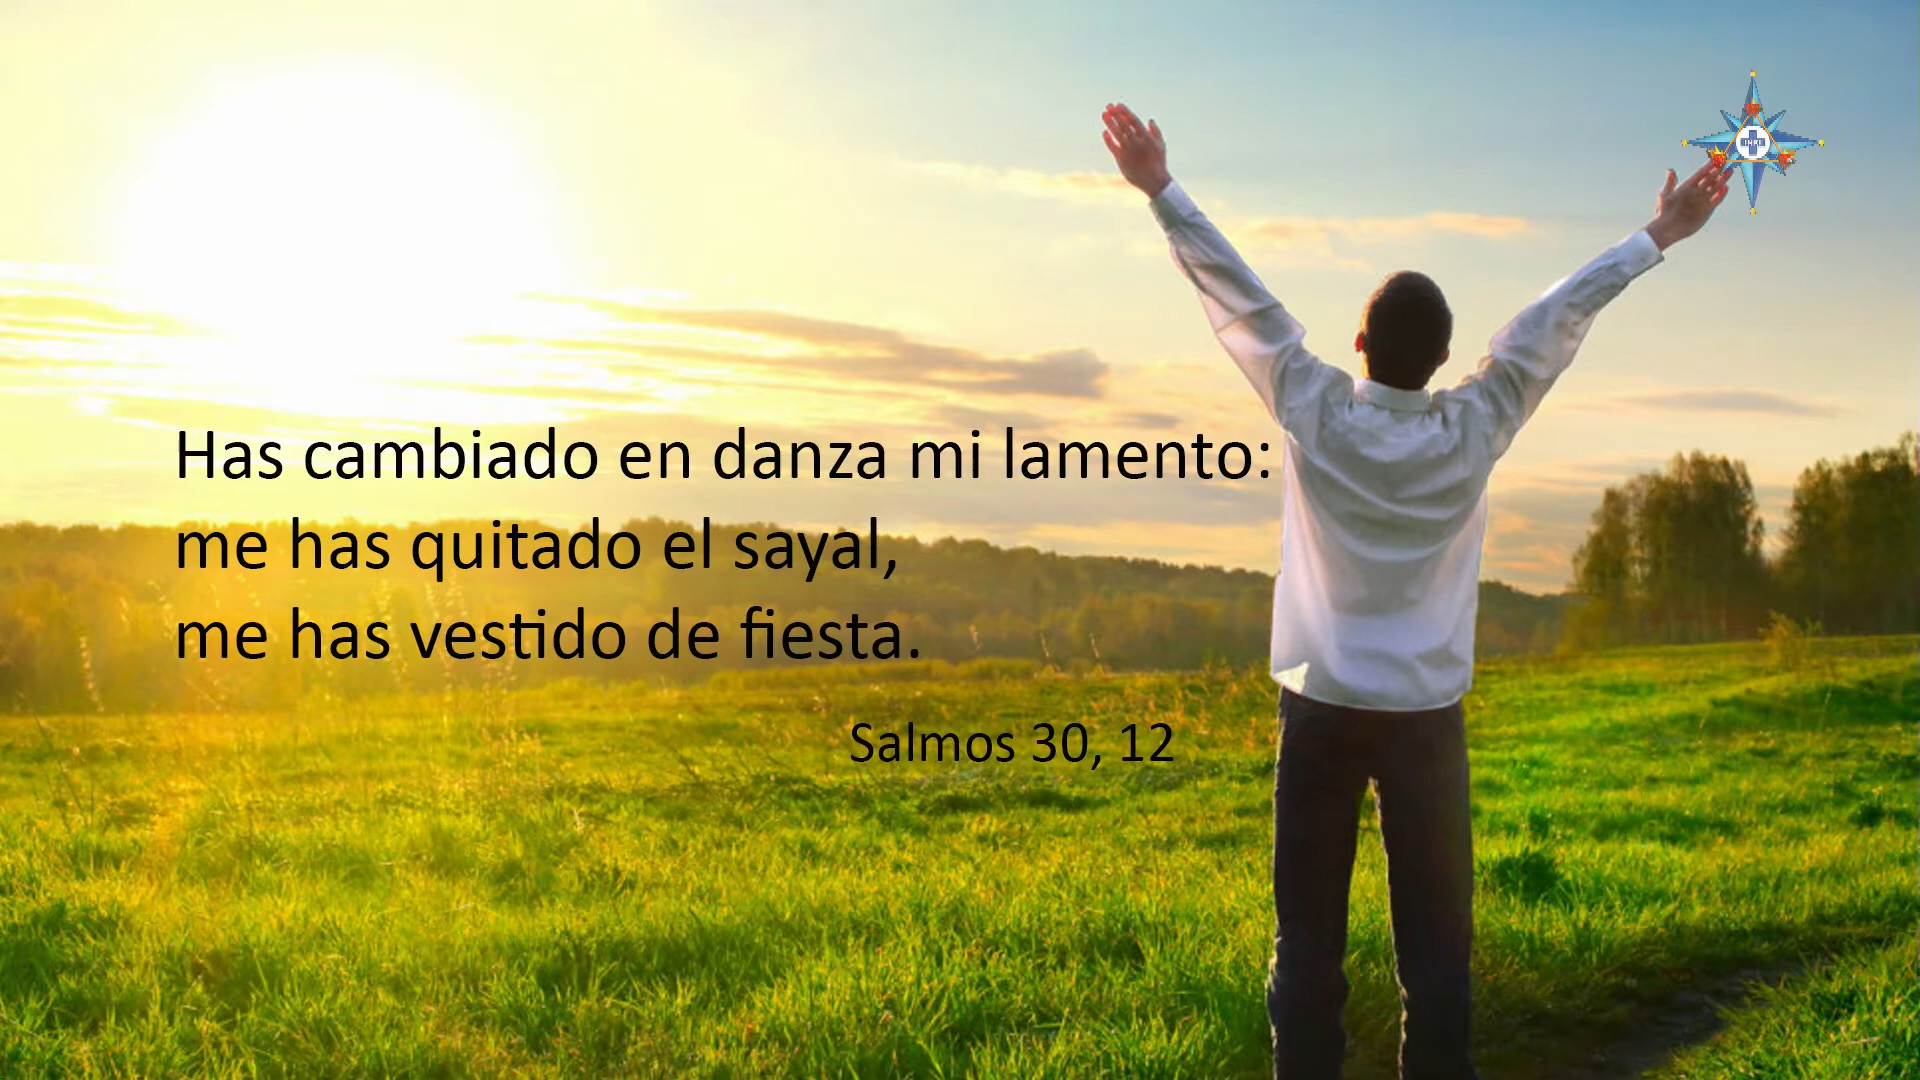 Has cambiado en danza mi lamento:
me has quitado el sayal,
me has vestido de fiesta.
Salmos 30, 12